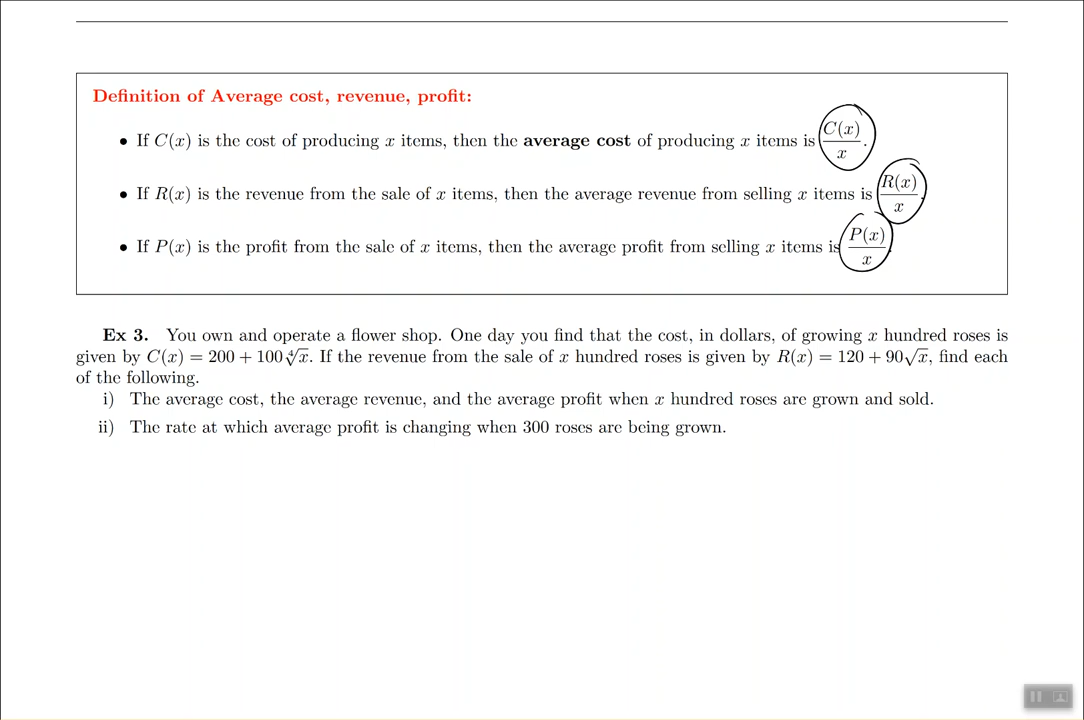 Definition of Average cost, revenue, profit:
• If C(x) is the cost of producing x items, then the average cost of producing x items is C(x)/x.
• If R(x) is the revenue from the sale of x items, then the average revenue from selling x items is R(x)/x.
• If P(x) is the profit from the sale of x items, then the average profit from selling x items is P(x)/x.
Ex 3. You own and operate a flower shop. One day you find that the cost, in dollars, of growing x hundred roses is
given by C(x) = 200 + 100∜x. If the revenue from the sale of x hundred roses is given by R(x) = 120 + 90√x, find each
of the following.
i) The average cost, the average revenue, and the average profit when x hundred roses are grown and sold.
ii) The rate at which average profit is changing when 300 roses are being grown.